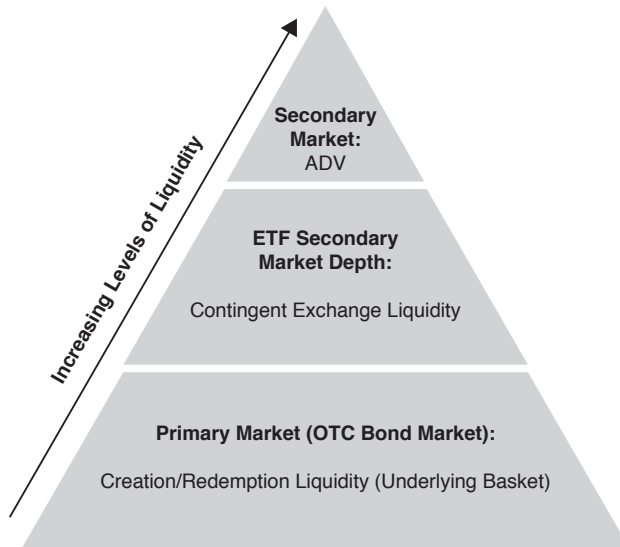 Increasing Levels of Liquidity
Secondary
Market:
ADV
ETF Secondary
Market Depth:
Contingent Exchange Liquidity
Primary Market (OTC Bond Market):
Creation/Redemption Liquidity (Underlying Basket)